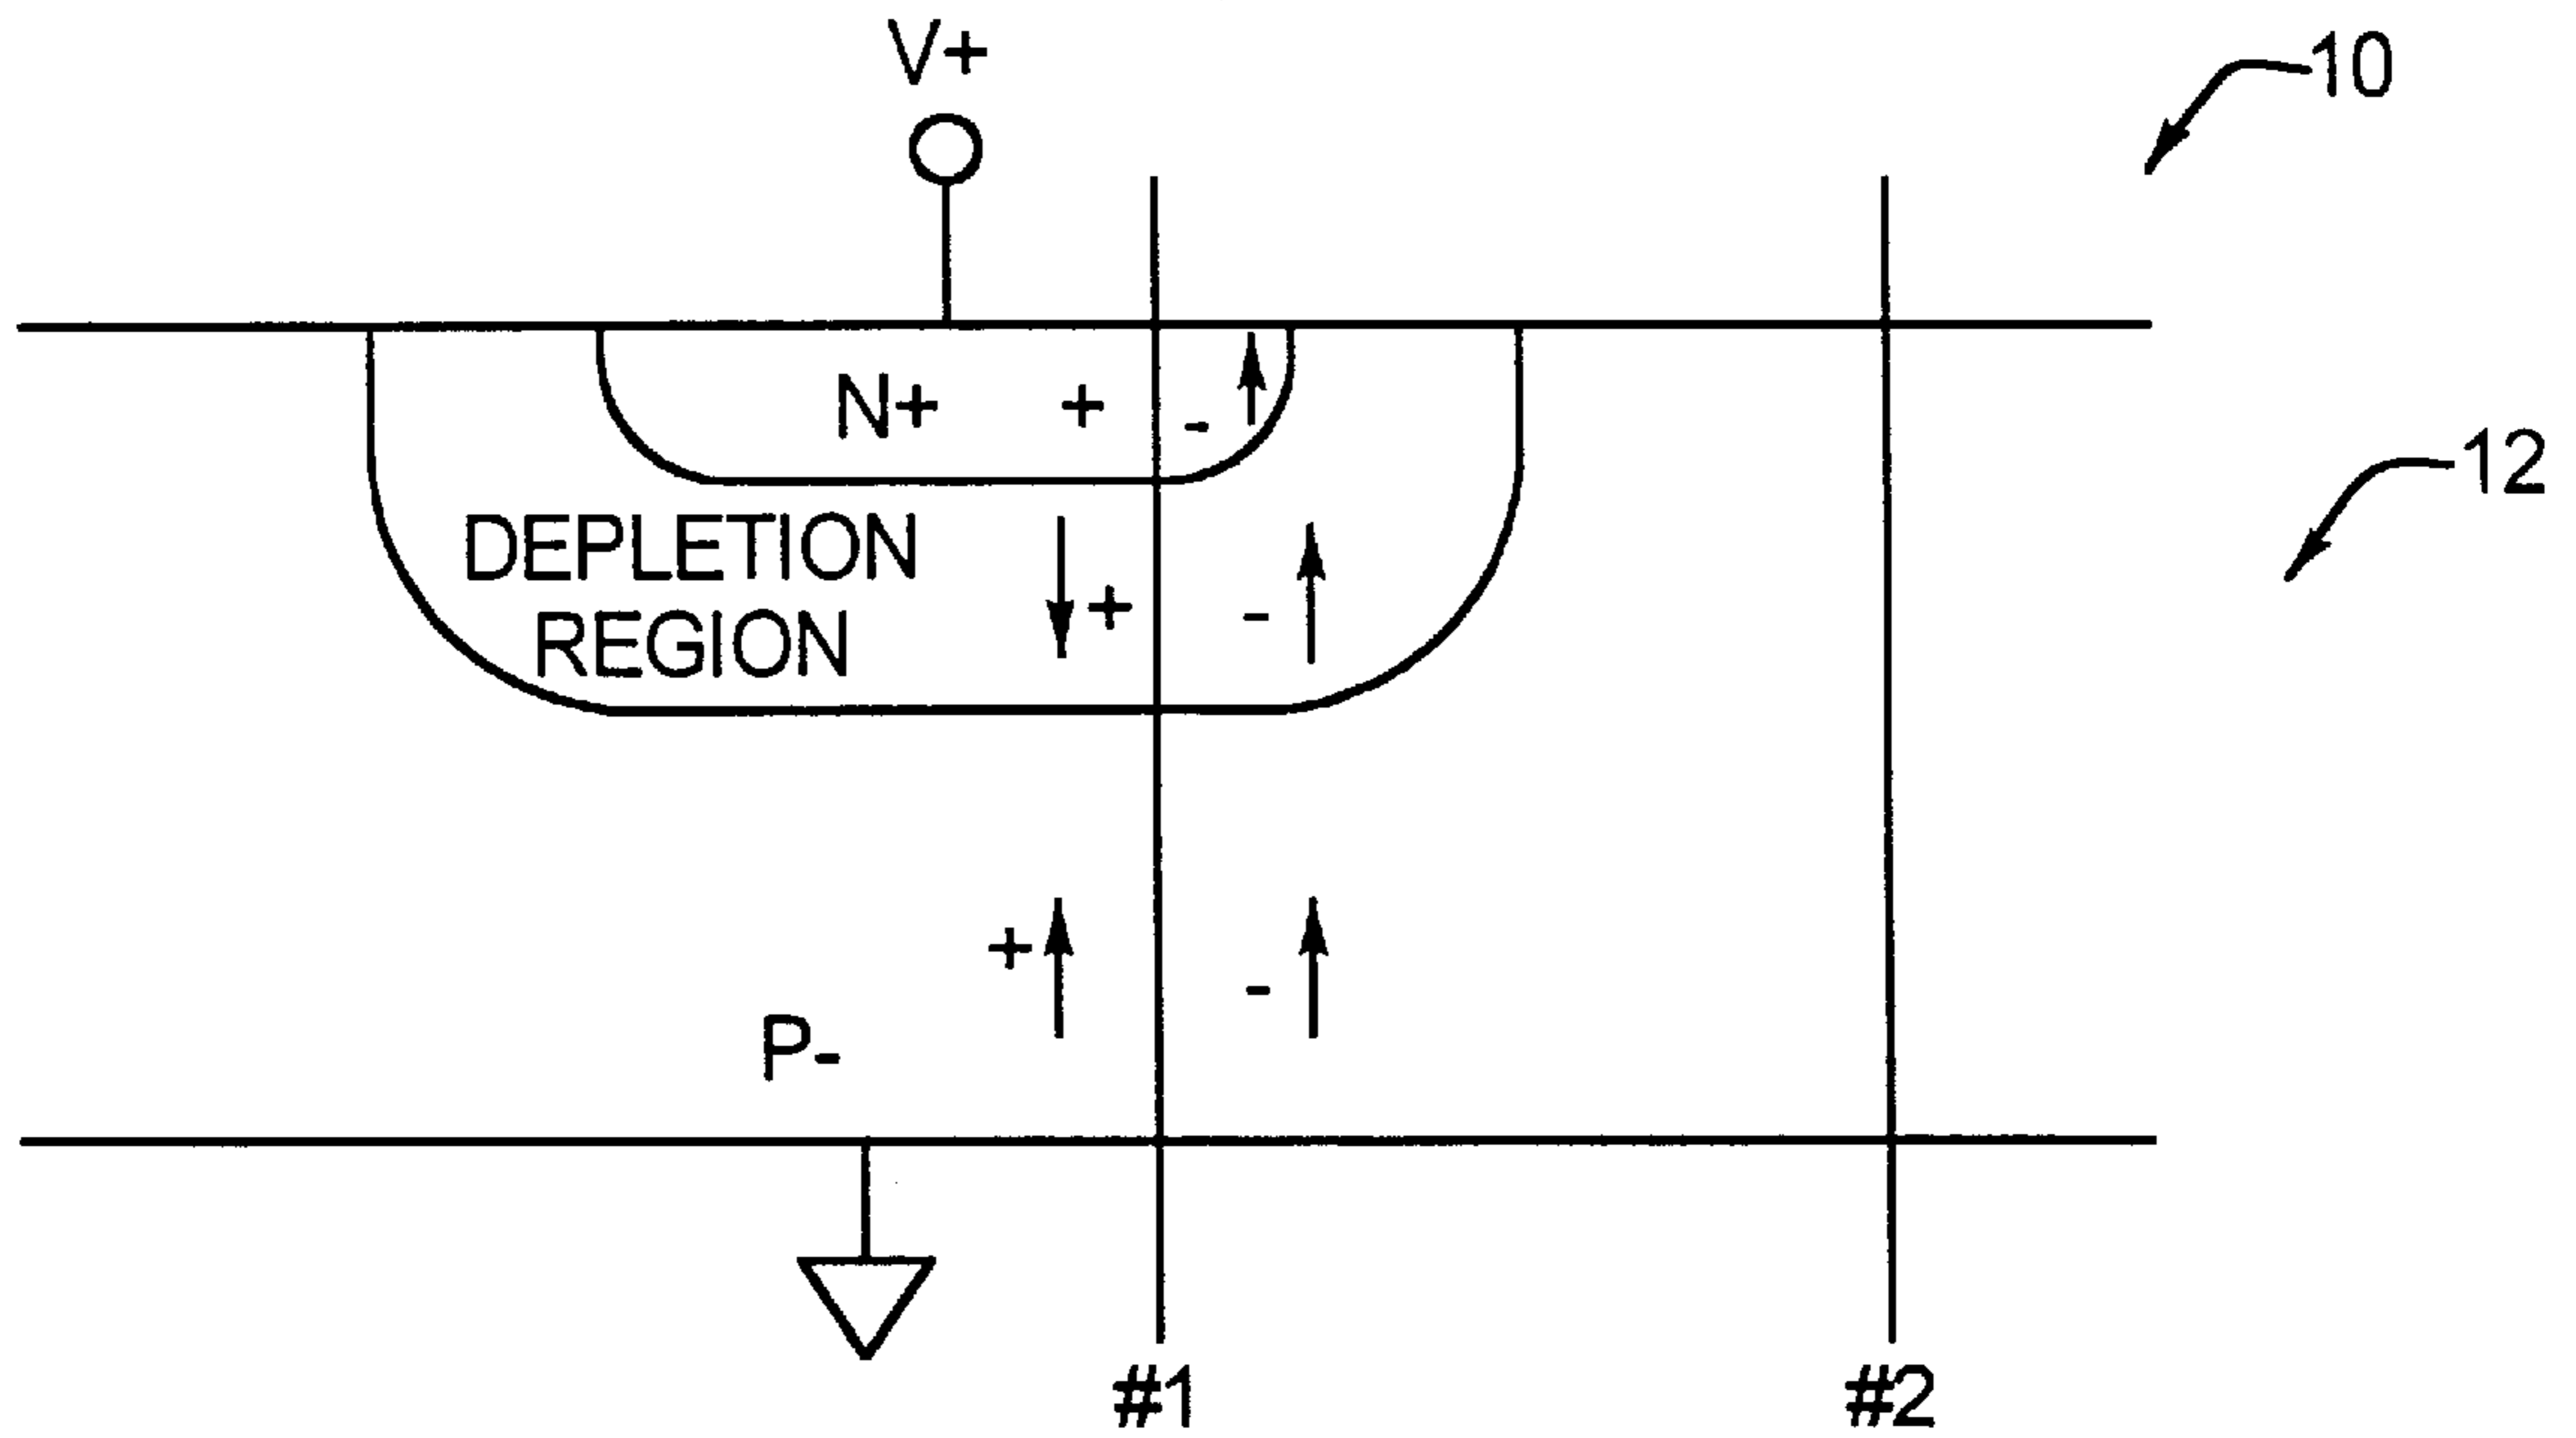 V+
10
N+ + -
12
DEPLETION
REGION
+ -
+ -
P-
#1 #2